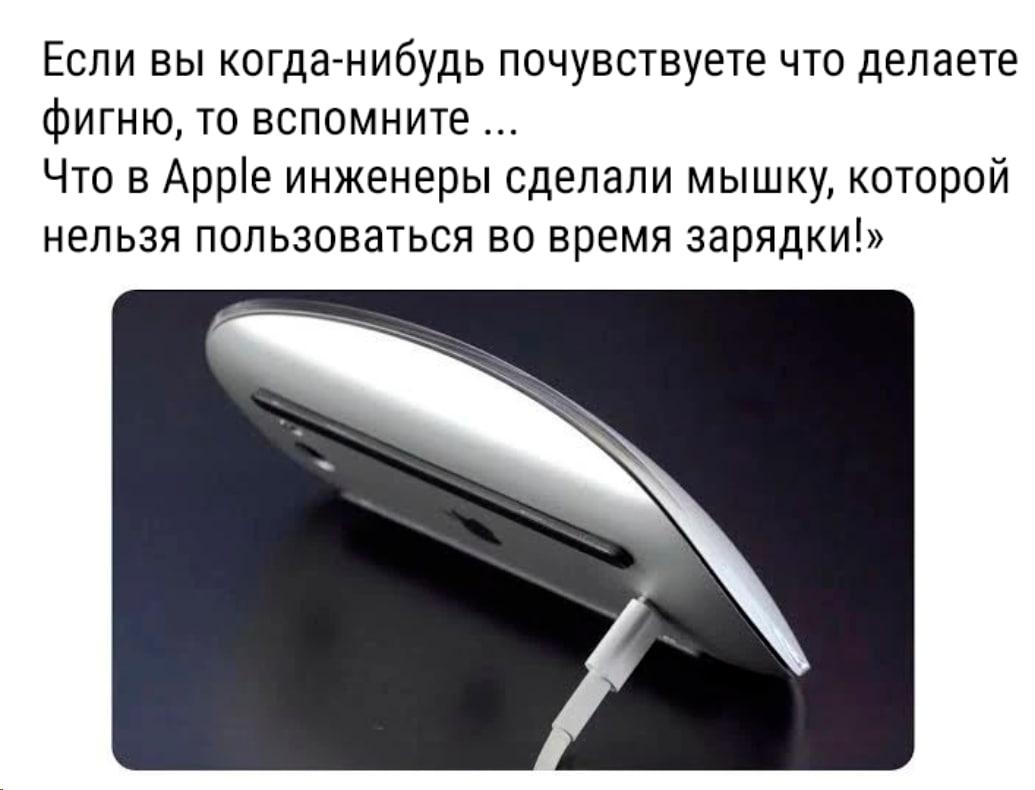 Если вы когда-нибудь почувствуете что делаете
фигню, то вспомните ...
Что в Apple инженеры сделали мышку, которой
нельзя пользоваться во время зарядки!»